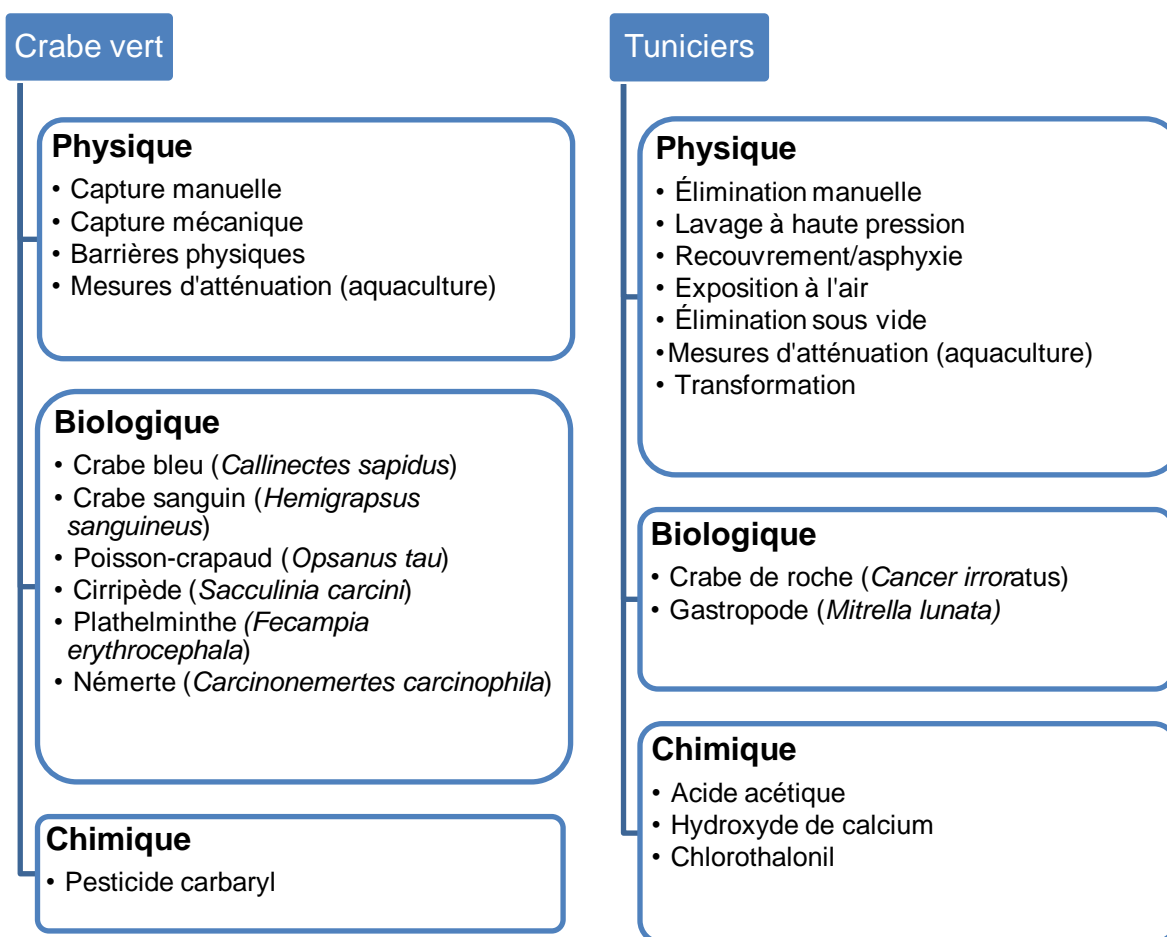 Crabe vert
Physique
• Capture manuelle
• Capture mécanique
• Barrières physiques
• Mesures d'atténuation (aquaculture)
Biologique
• Crabe bleu (Callinectes sapidus)
• Crabe sanguin (Hemigrapsus
sanguineus)
• Poisson-crapaud (Opsanus tau)
• Cirripède (Sacculinia carcini)
• Plathelminthe (Fecampia
erythrocephala)
• Némerte (Carcinonemertes carcinophila)
Chimique
• Pesticide carbaryl
Tuniciers
Physique
• Élimination manuelle
• Lavage à haute pression
• Recouvrement/asphyxie
• Exposition à l'air
• Élimination sous vide
• Mesures d'atténuation (aquaculture)
• Transformation
Biologique
• Crabe de roche (Cancer irroratus)
• Gastropode (Mitrella lunata)
Chimique
• Acide acétique
• Hydroxyde de calcium
• Chlorothalonil